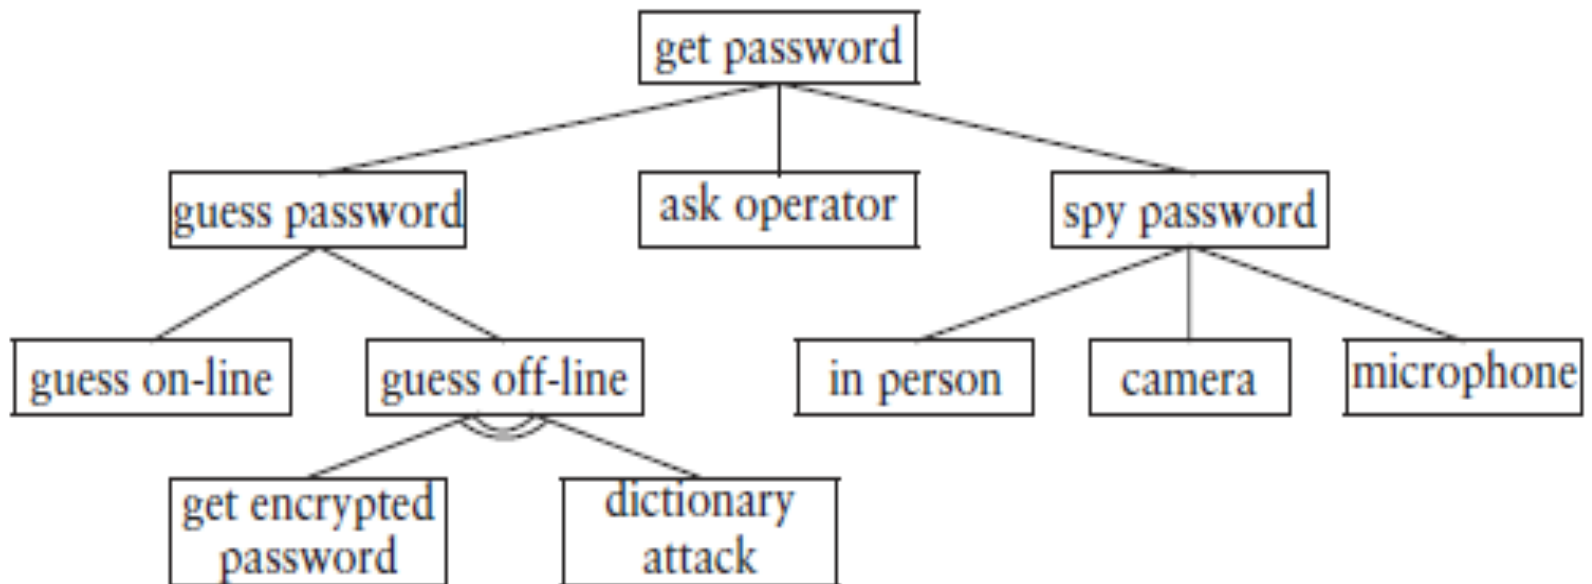 get password
guess password
ask operator
spy password
guess on-line
guess off-line
in person
camera
microphone
get encrypted
password
dictionary
attack